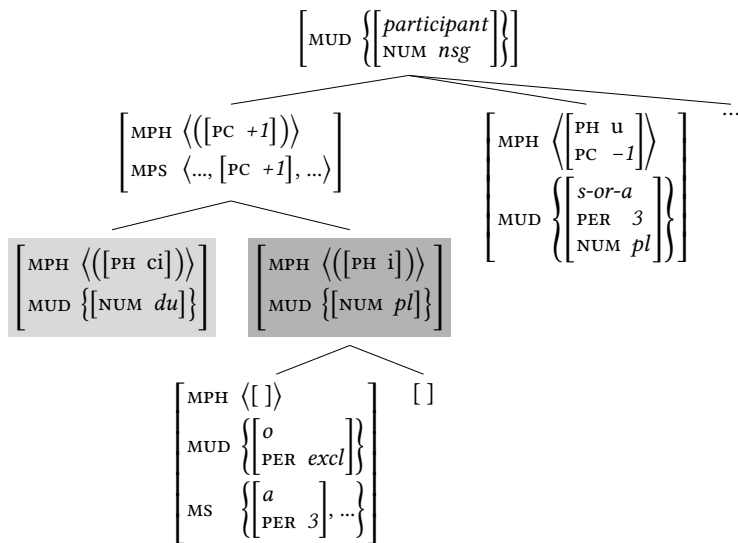 [MUD {[participant
NUM nsg]}]
[MPH ⟨([PC +1])⟩
MPS ⟨..., [PC +1], ...⟩]
[MPH ⟨[PH u
PC −1]⟩
MUD {[s-or-a
PER 3
NUM pl]}]
...
[MPH ⟨([PH ci])⟩
MUD {[NUM du]}]
[MPH ⟨([PH i])⟩
MUD {[NUM pl]}]
[MPH ⟨[ ]⟩
MUD {[o
PER excl]}
MS {[a
PER 3], ...}]
[ ]